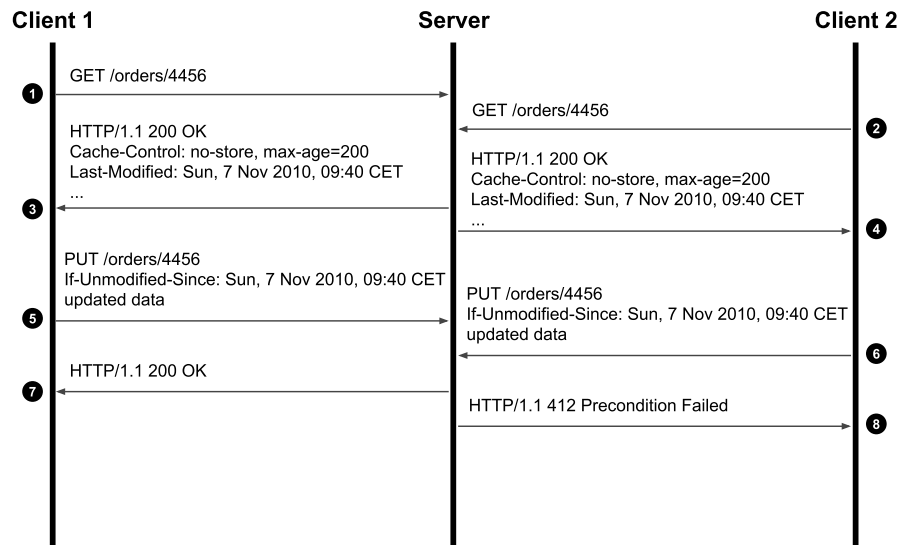 Client 1
Server
Client 2
GET /orders/4456
1
GET /orders/4456
2
HTTP/1.1 200 OK
Cache-Control: no-store, max-age=200
Last-Modified: Sun, 7 Nov 2010, 09:40 CET
...
3
HTTP/1.1 200 OK
Cache-Control: no-store, max-age=200
Last-Modified: Sun, 7 Nov 2010, 09:40 CET
...
4
PUT /orders/4456
If-Unmodified-Since: Sun, 7 Nov 2010, 09:40 CET
updated data
5
PUT /orders/4456
If-Unmodified-Since: Sun, 7 Nov 2010, 09:40 CET
updated data
6
HTTP/1.1 200 OK
7
HTTP/1.1 412 Precondition Failed
8